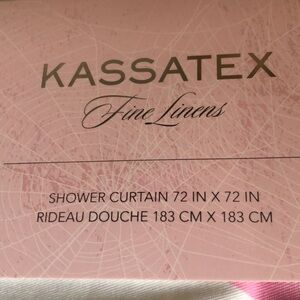 KASSATEX
Fine Linens
SHOWER CURTAIN 72 IN X 72 IN
RIDEAU DOUCHE 183 CM X 183 CM